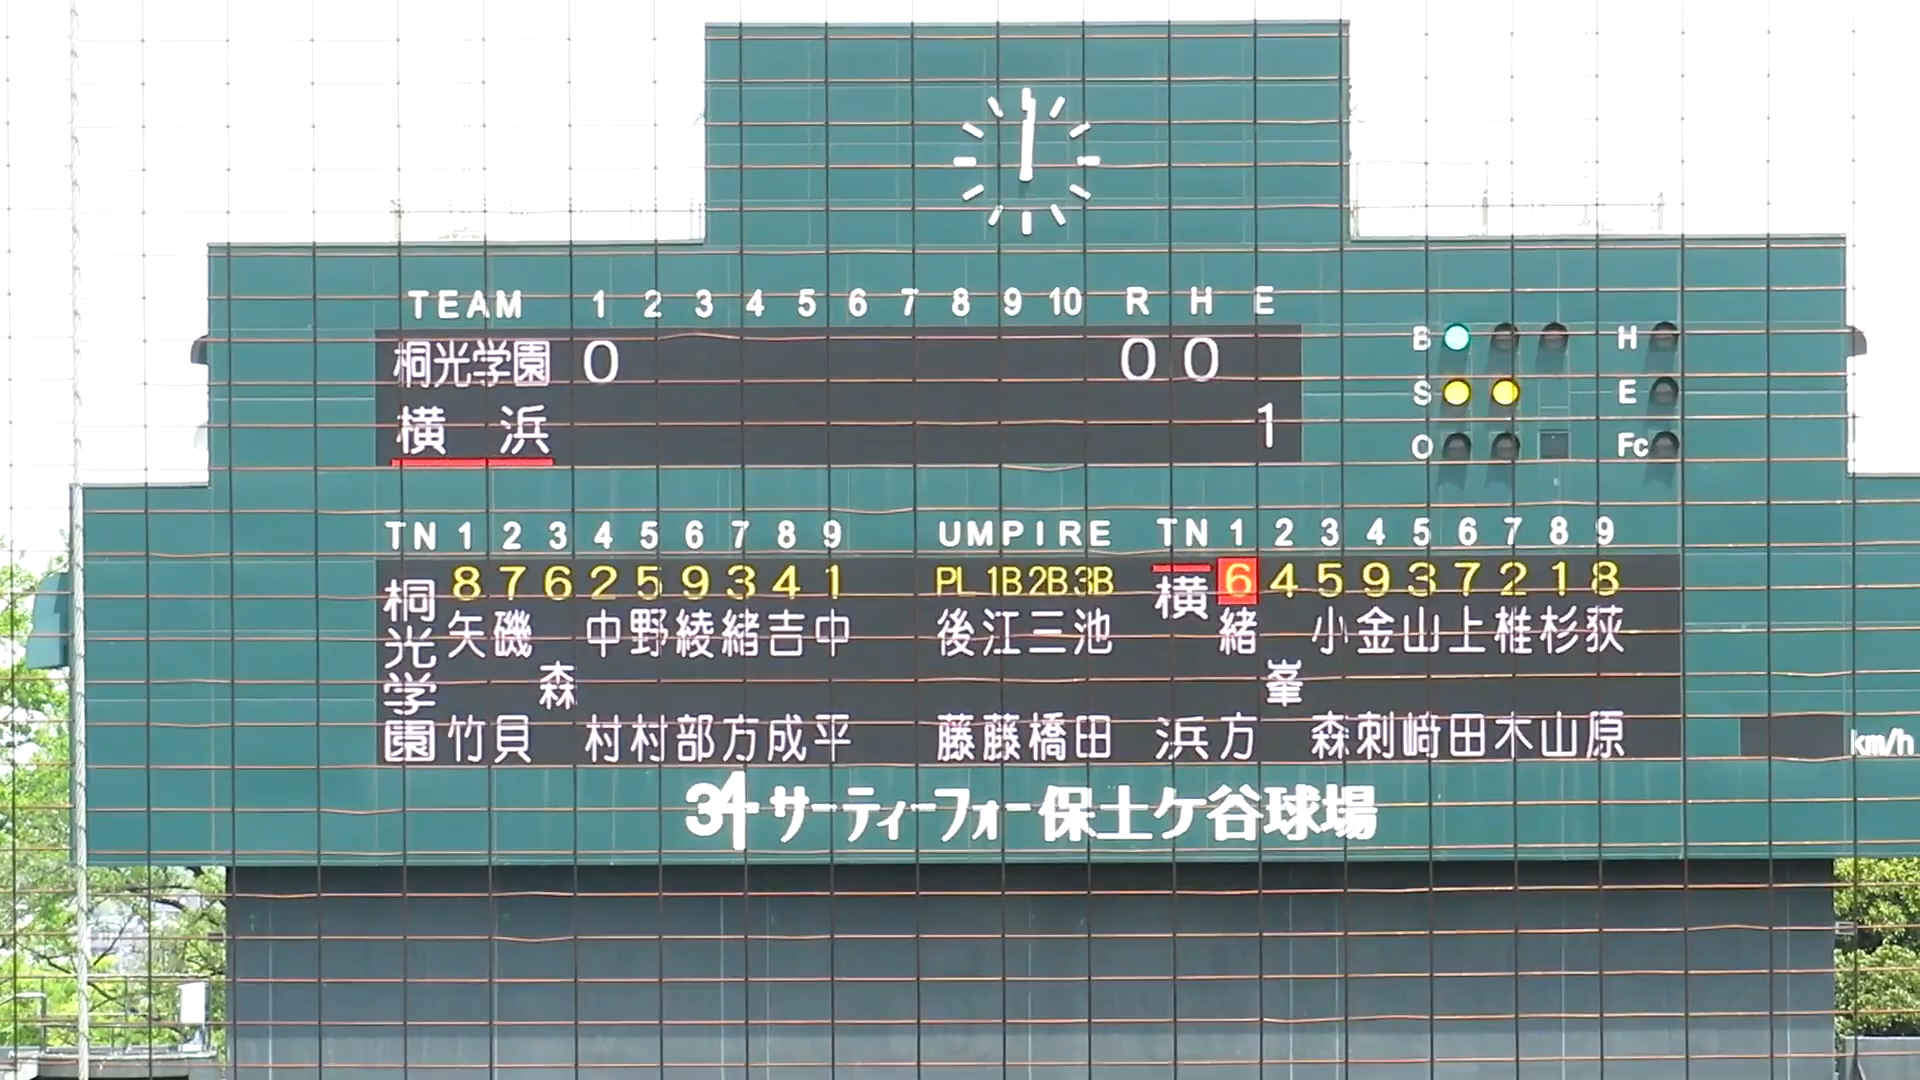 TEAM 1 2 3 4 5 6 7 8 9 10 R H E
桐光学園 0 0 0
横浜 1
B H
S E
O Fc
TN 1 2 3 4 5 6 7 8 9
桐光学園 8 7 6 2 5 9 3 4 1
矢竹 磯貝 森 中村 野村 綾部 緒方 吉成 中平
UMPIRE
PL 1B 2B 3B
後藤 江藤 三橋 池田
TN 1 2 3 4 5 6 7 8 9
横浜 6 4 5 9 3 7 2 1 8
緒方 峯 小森 金刺 山﨑 上田 椎木 杉山 荻原
km/h
34 サーティーフォー保土ケ谷球場